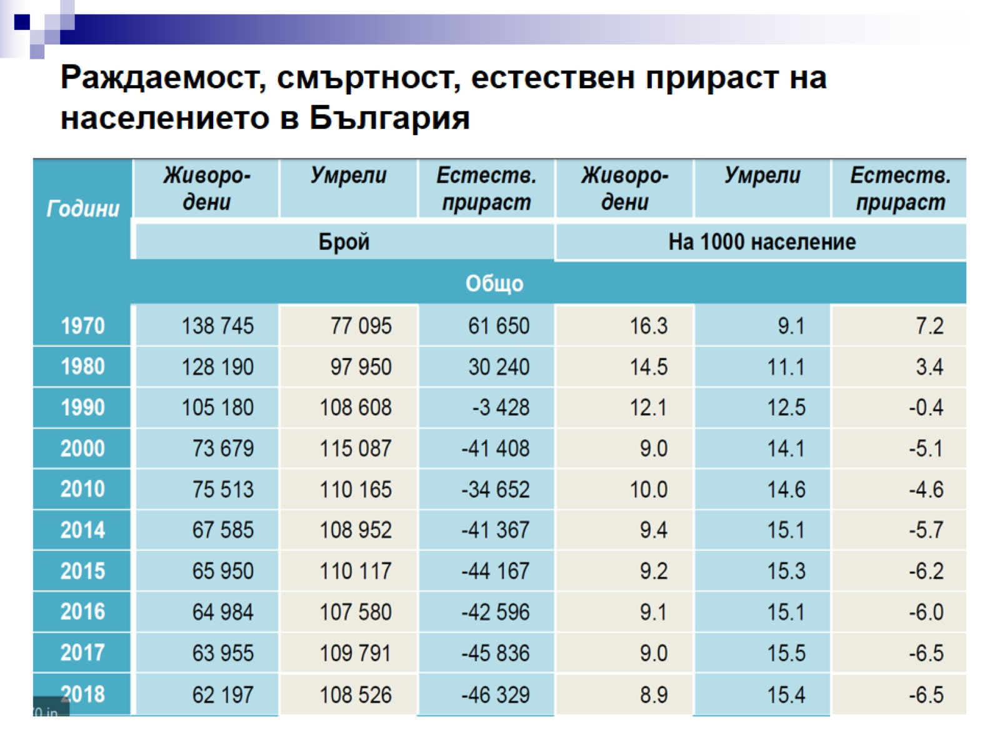 Раждаемост, смъртност, естествен прираст на
населението в България
Години Живоро-дени Умрели Естеств. прираст Живоро-дени Умрели Естеств. прираст
Брой На 1000 население
Общо
1970 138 745 77 095 61 650 16.3 9.1 7.2
1980 128 190 97 950 30 240 14.5 11.1 3.4
1990 105 180 108 608 -3 428 12.1 12.5 -0.4
2000 73 679 115 087 -41 408 9.0 14.1 -5.1
2010 75 513 110 165 -34 652 10.0 14.6 -4.6
2014 67 585 108 952 -41 367 9.4 15.1 -5.7
2015 65 950 110 117 -44 167 9.2 15.3 -6.2
2016 64 984 107 580 -42 596 9.1 15.1 -6.0
2017 63 955 109 791 -45 836 9.0 15.5 -6.5
2018 62 197 108 526 -46 329 8.9 15.4 -6.5